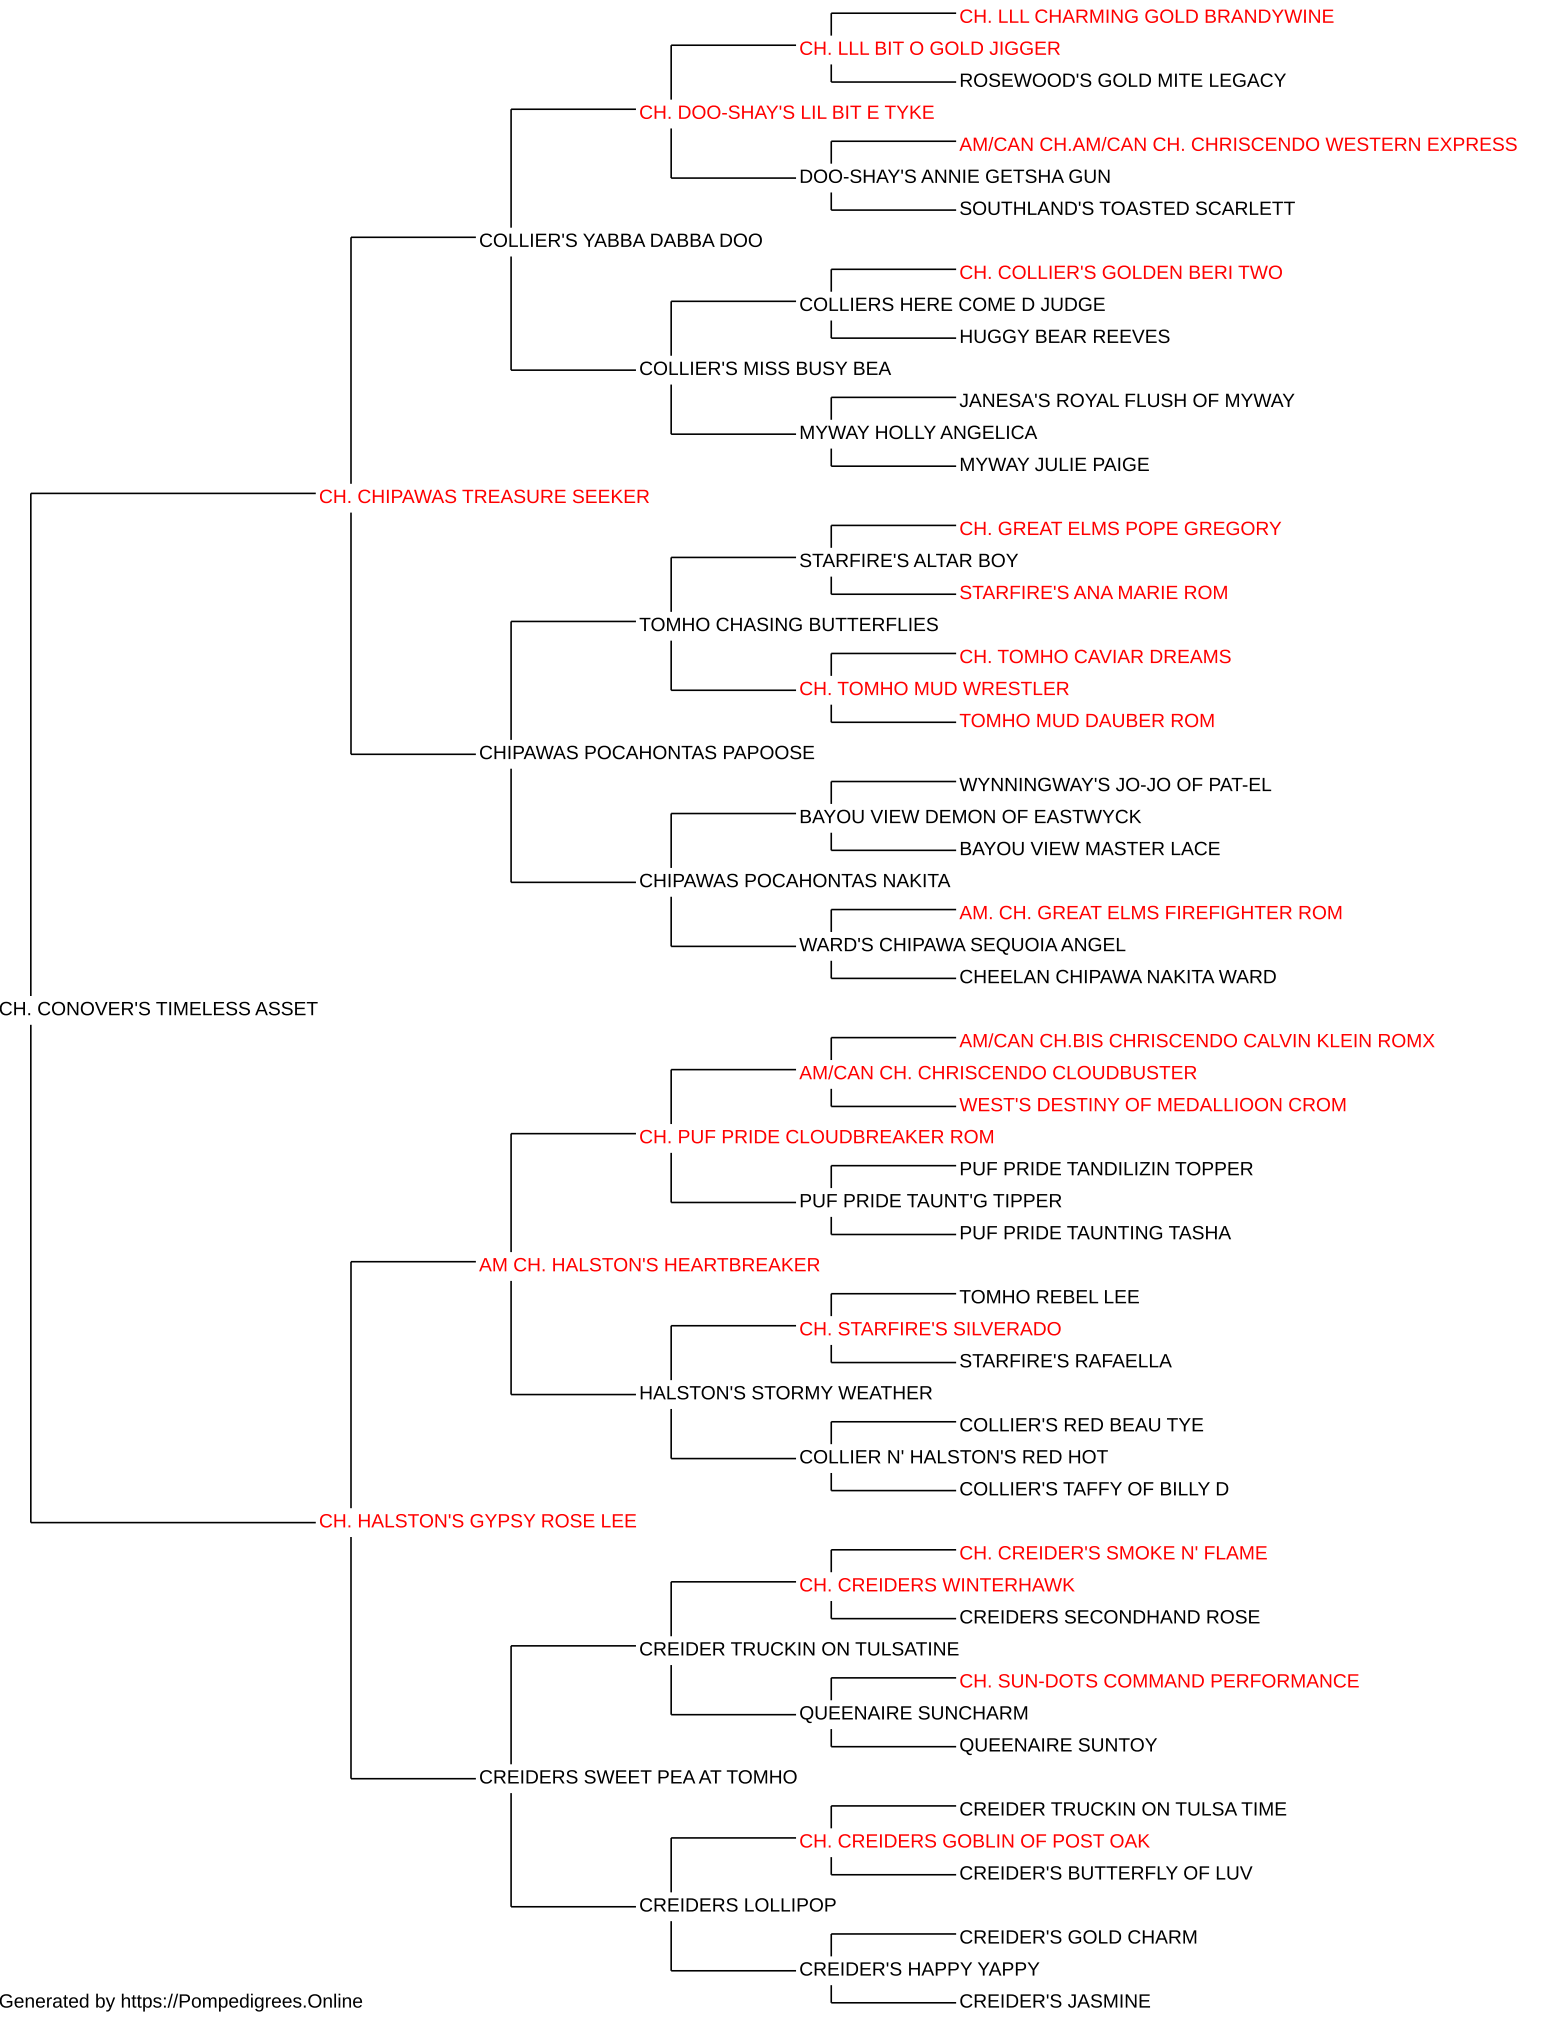 CH. LLL CHARMING GOLD BRANDYWINE
CH. LLL BIT O GOLD JIGGER
ROSEWOOD'S GOLD MITE LEGACY
CH. DOO-SHAY'S LIL BIT E TYKE
AM/CAN CH.AM/CAN CH. CHRISCENDO WESTERN EXPRESS
DOO-SHAY'S ANNIE GETSHA GUN
SOUTHLAND'S TOASTED SCARLETT
COLLIER'S YABBA DABBA DOO
CH. COLLIER'S GOLDEN BERI TWO
COLLIERS HERE COME D JUDGE
HUGGY BEAR REEVES
COLLIER'S MISS BUSY BEA
JANESA'S ROYAL FLUSH OF MYWAY
MYWAY HOLLY ANGELICA
MYWAY JULIE PAIGE
CH. CHIPAWAS TREASURE SEEKER
CH. GREAT ELMS POPE GREGORY
STARFIRE'S ALTAR BOY
STARFIRE'S ANA MARIE ROM
TOMHO CHASING BUTTERFLIES
CH. TOMHO CAVIAR DREAMS
CH. TOMHO MUD WRESTLER
TOMHO MUD DAUBER ROM
CHIPAWAS POCAHONTAS PAPOOSE
WYNNINGWAY'S JO-JO OF PAT-EL
BAYOU VIEW DEMON OF EASTWYCK
BAYOU VIEW MASTER LACE
CHIPAWAS POCAHONTAS NAKITA
AM. CH. GREAT ELMS FIREFIGHTER ROM
WARD'S CHIPAWA SEQUOIA ANGEL
CHEELAN CHIPAWA NAKITA WARD
CH. CONOVER'S TIMELESS ASSET
AM/CAN CH.BIS CHRISCENDO CALVIN KLEIN ROMX
AM/CAN CH. CHRISCENDO CLOUDBUSTER
WEST'S DESTINY OF MEDALLIOON CROM
CH. PUF PRIDE CLOUDBREAKER ROM
PUF PRIDE TANDILIZIN TOPPER
PUF PRIDE TAUNT'G TIPPER
PUF PRIDE TAUNTING TASHA
AM CH. HALSTON'S HEARTBREAKER
TOMHO REBEL LEE
CH. STARFIRE'S SILVERADO
STARFIRE'S RAFAELLA
HALSTON'S STORMY WEATHER
COLLIER'S RED BEAU TYE
COLLIER N' HALSTON'S RED HOT
COLLIER'S TAFFY OF BILLY D
CH. HALSTON'S GYPSY ROSE LEE
CH. CREIDER'S SMOKE N' FLAME
CH. CREIDERS WINTERHAWK
CREIDERS SECONDHAND ROSE
CREIDER TRUCKIN ON TULSATINE
CH. SUN-DOTS COMMAND PERFORMANCE
QUEENAIRE SUNCHARM
QUEENAIRE SUNTOY
CREIDERS SWEET PEA AT TOMHO
CREIDER TRUCKIN ON TULSA TIME
CH. CREIDERS GOBLIN OF POST OAK
CREIDER'S BUTTERFLY OF LUV
CREIDERS LOLLIPOP
CREIDER'S GOLD CHARM
CREIDER'S HAPPY YAPPY
CREIDER'S JASMINE
Generated by https://Pompedigrees.Online